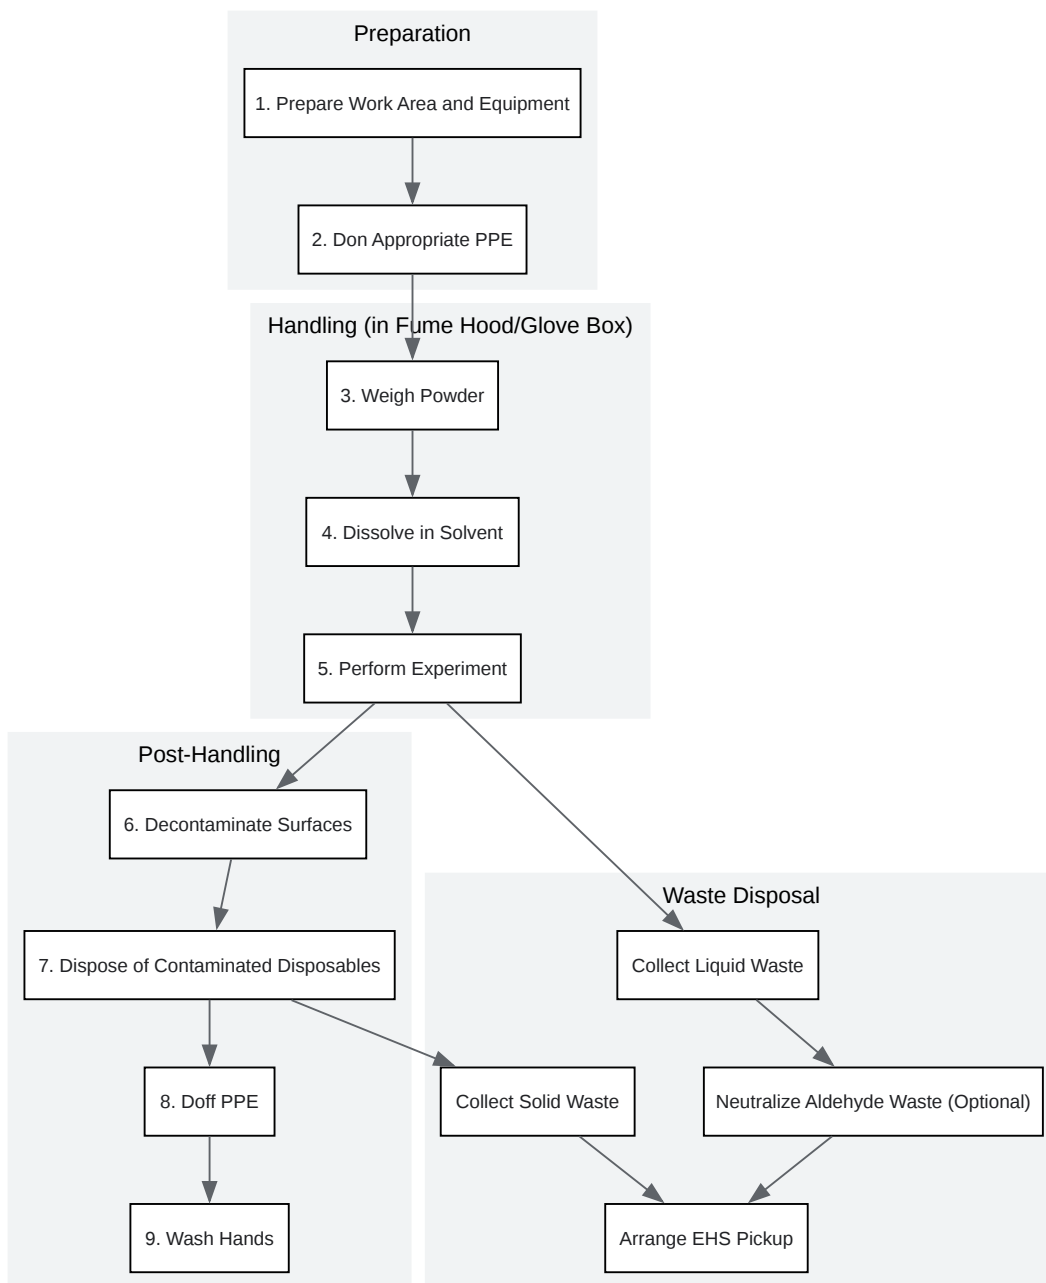 Preparation
1. Prepare Work Area and Equipment
2. Don Appropriate PPE
Handling (in Fume Hood/Glove Box)
3. Weigh Powder
4. Dissolve in Solvent
5. Perform Experiment
Post-Handling
6. Decontaminate Surfaces
7. Dispose of Contaminated Disposables
8. Doff PPE
9. Wash Hands
Waste Disposal
Collect Liquid Waste
Collect Solid Waste
Neutralize Aldehyde Waste (Optional)
Arrange EHS Pickup